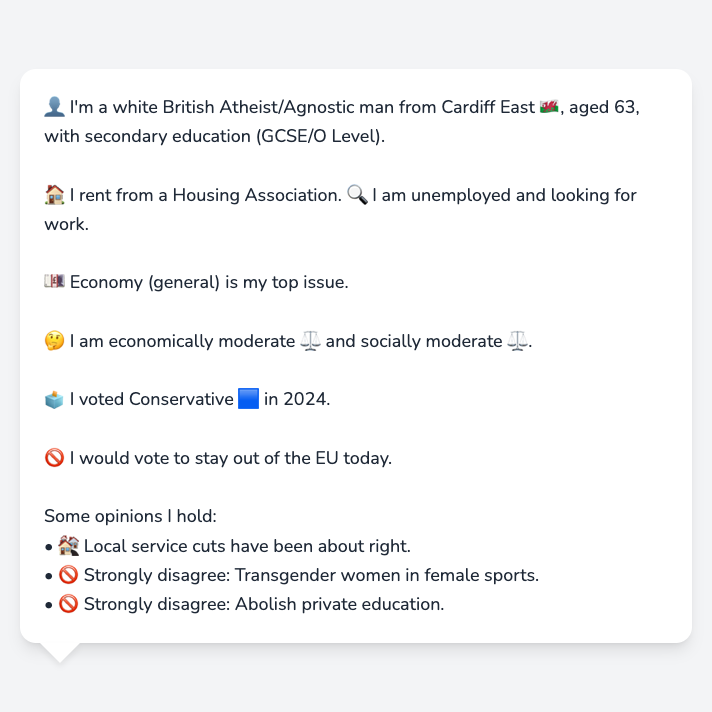 👤 I'm a white British Atheist/Agnostic man from Cardiff East 🏴󠁧󠁢󠁷󠁬󠁳󠁿, aged 63,
with secondary education (GCSE/O Level).
🏠 I rent from a Housing Association. 🔍 I am unemployed and looking for
work.
💷 Economy (general) is my top issue.
🤔 I am economically moderate ⚖️ and socially moderate ⚖️.
🗳️ I voted Conservative 🟦 in 2024.
🚫 I would vote to stay out of the EU today.
Some opinions I hold:
• 🏚️ Local service cuts have been about right.
• 🚫 Strongly disagree: Transgender women in female sports.
• 🚫 Strongly disagree: Abolish private education.